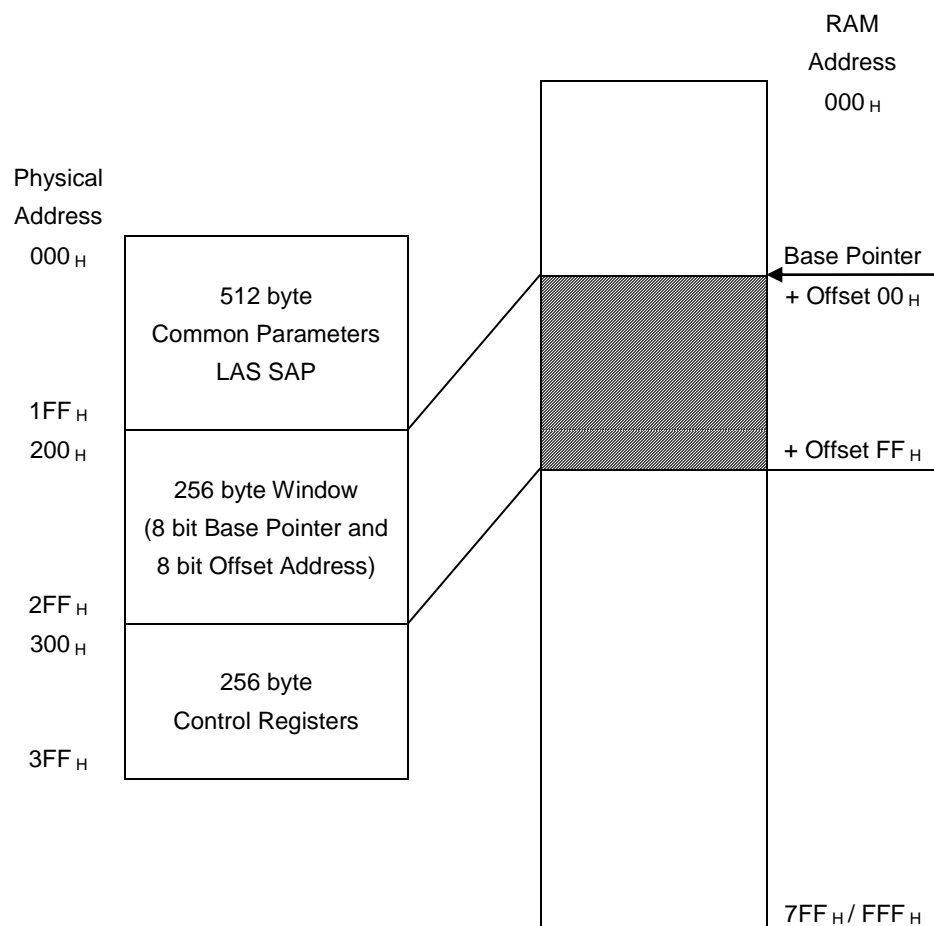 RAM
Address
000 H
Physical
Address
000 H
512 byte
Common Parameters
LAS SAP
1FF H
200 H
256 byte Window
(8 bit Base Pointer and
8 bit Offset Address)
2FF H
300 H
256 byte
Control Registers
3FF H
Base Pointer
+ Offset 00 H
+ Offset FF H
7FF H / FFF H